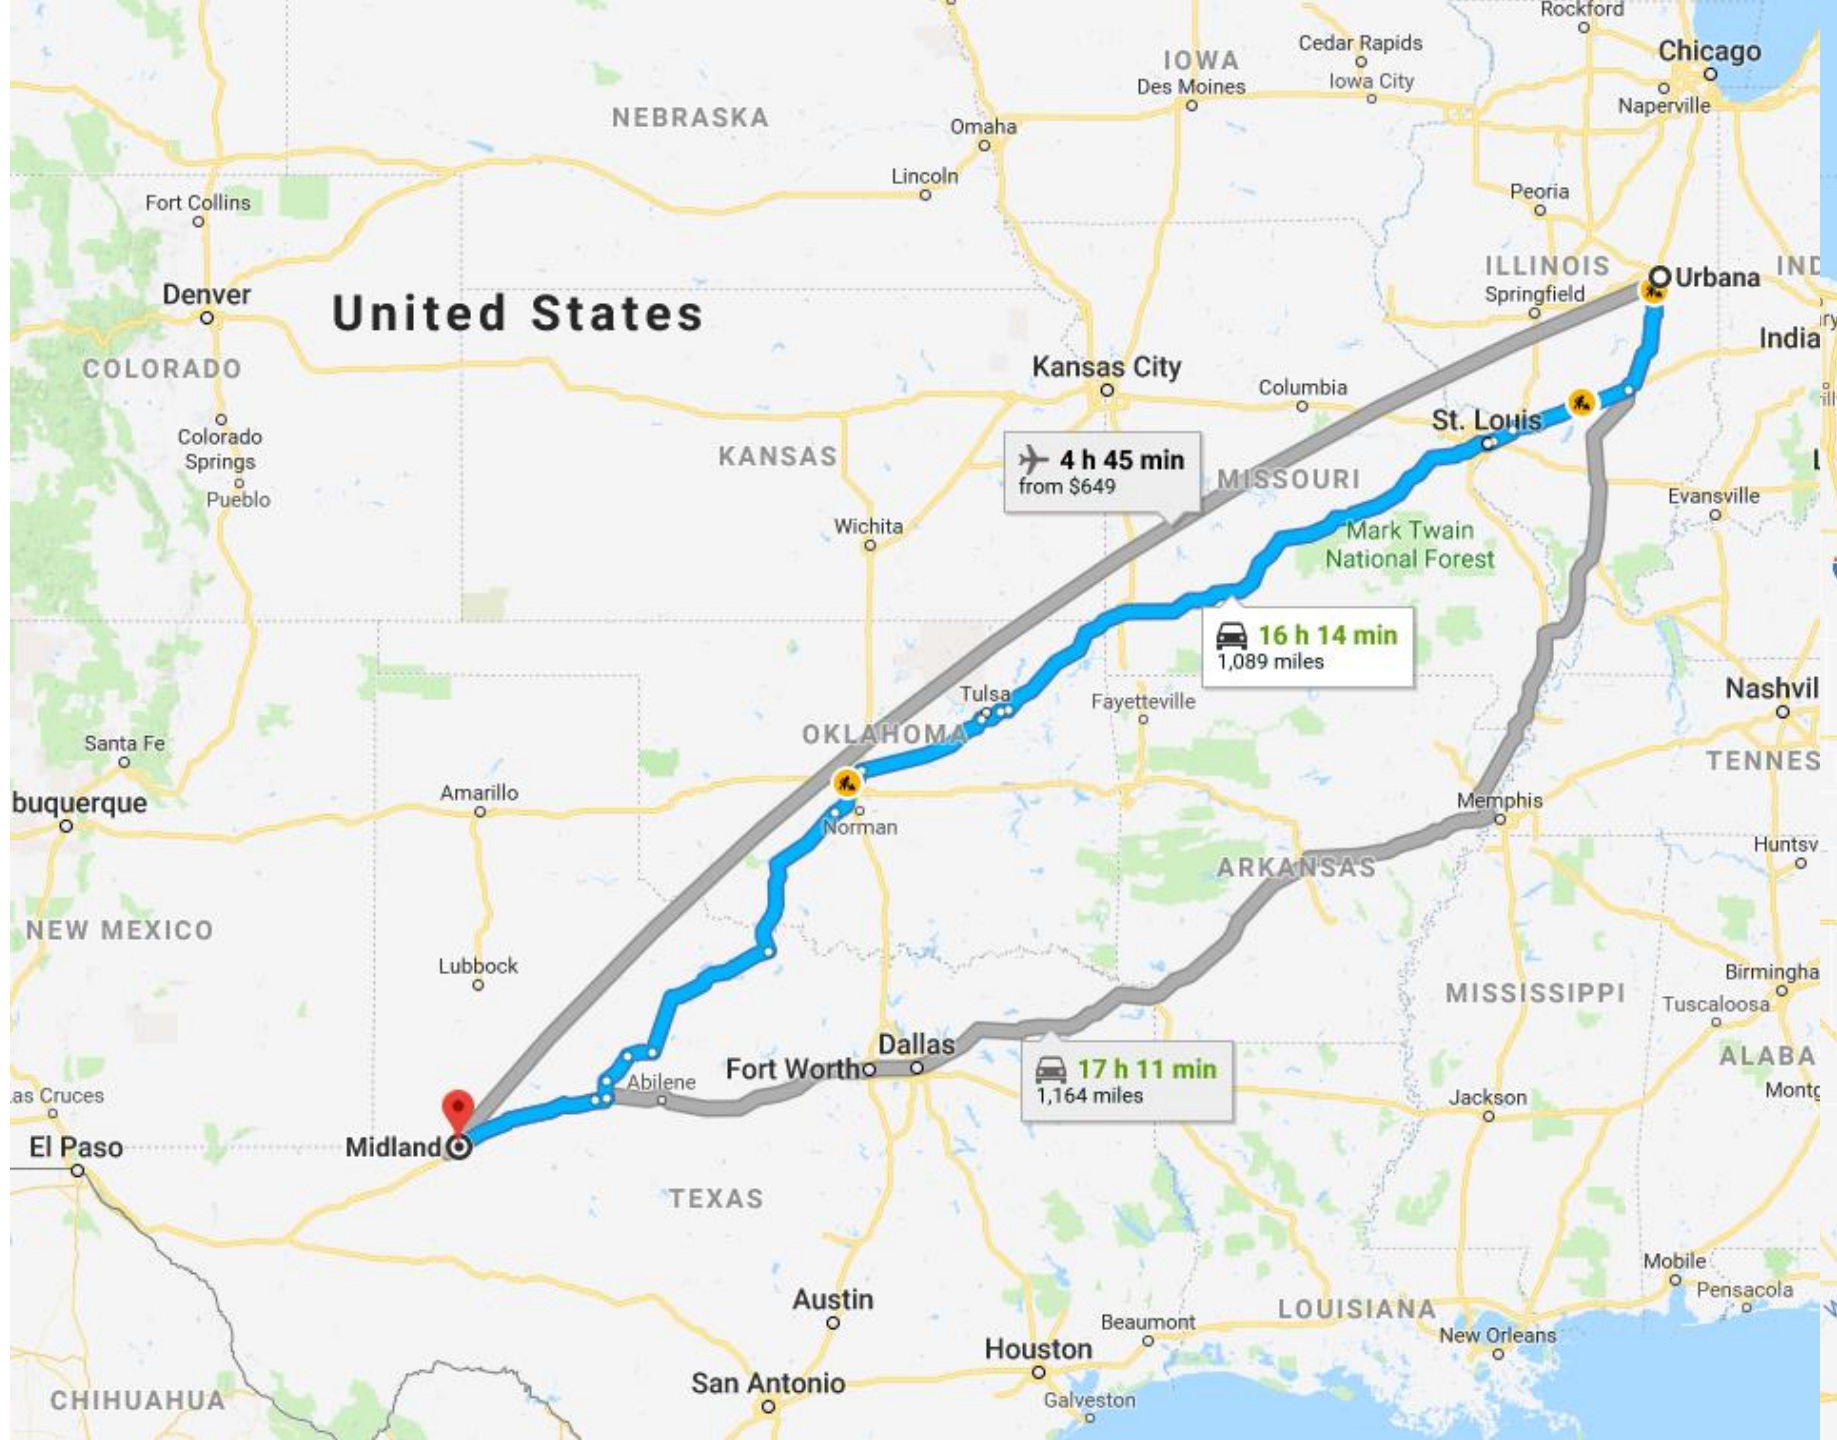 Rockford
Chicago
Cedar Rapids
IOWA
Des Moines
Iowa City
Naperville
NEBRASKA
Omaha
Lincoln
Peoria
Fort Collins
ILLINOIS
Urbana
IND
Springfield
Denver
United States
India
COLORADO
Kansas City
Columbia
St. Louis
Colorado
Springs
KANSAS
4 h 45 min
from $649
MISSOURI
Pueblo
Evansville
Wichita
Mark Twain
National Forest
16 h 14 min
1,089 miles
Tulsa
Fayetteville
Nashvil
OKLAHOMA
Santa Fe
TENNES
Amarillo
buquerque
Memphis
Norman
Huntsv
ARKANSAS
NEW MEXICO
Lubbock
Birmingha
MISSISSIPPI
Tuscaloosa
Dallas
Fort Worth
17 h 11 min
1,164 miles
ALABA
Abilene
as Cruces
Jackson
Montg
Midland
El Paso
TEXAS
Mobile
Pensacola
Austin
LOUISIANA
Beaumont
New Orleans
Houston
San Antonio
CHIHUAHUA
Galveston